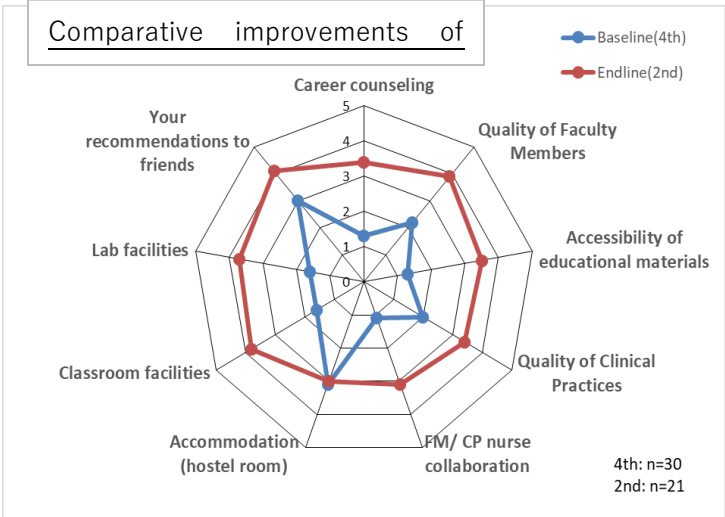 Comparative improvements of
Baseline(4th)
Endline(2nd)
Career counseling
Your
recommendations to
friends
Quality of Faculty
Members
5
4
3
2
1
0
Lab facilities
Accessibility of
educational materials
Classroom facilities
Quality of Clinical
Practices
Accommodation
(hostel room)
FM/ CP nurse
collaboration
4th: n=30
2nd: n=21